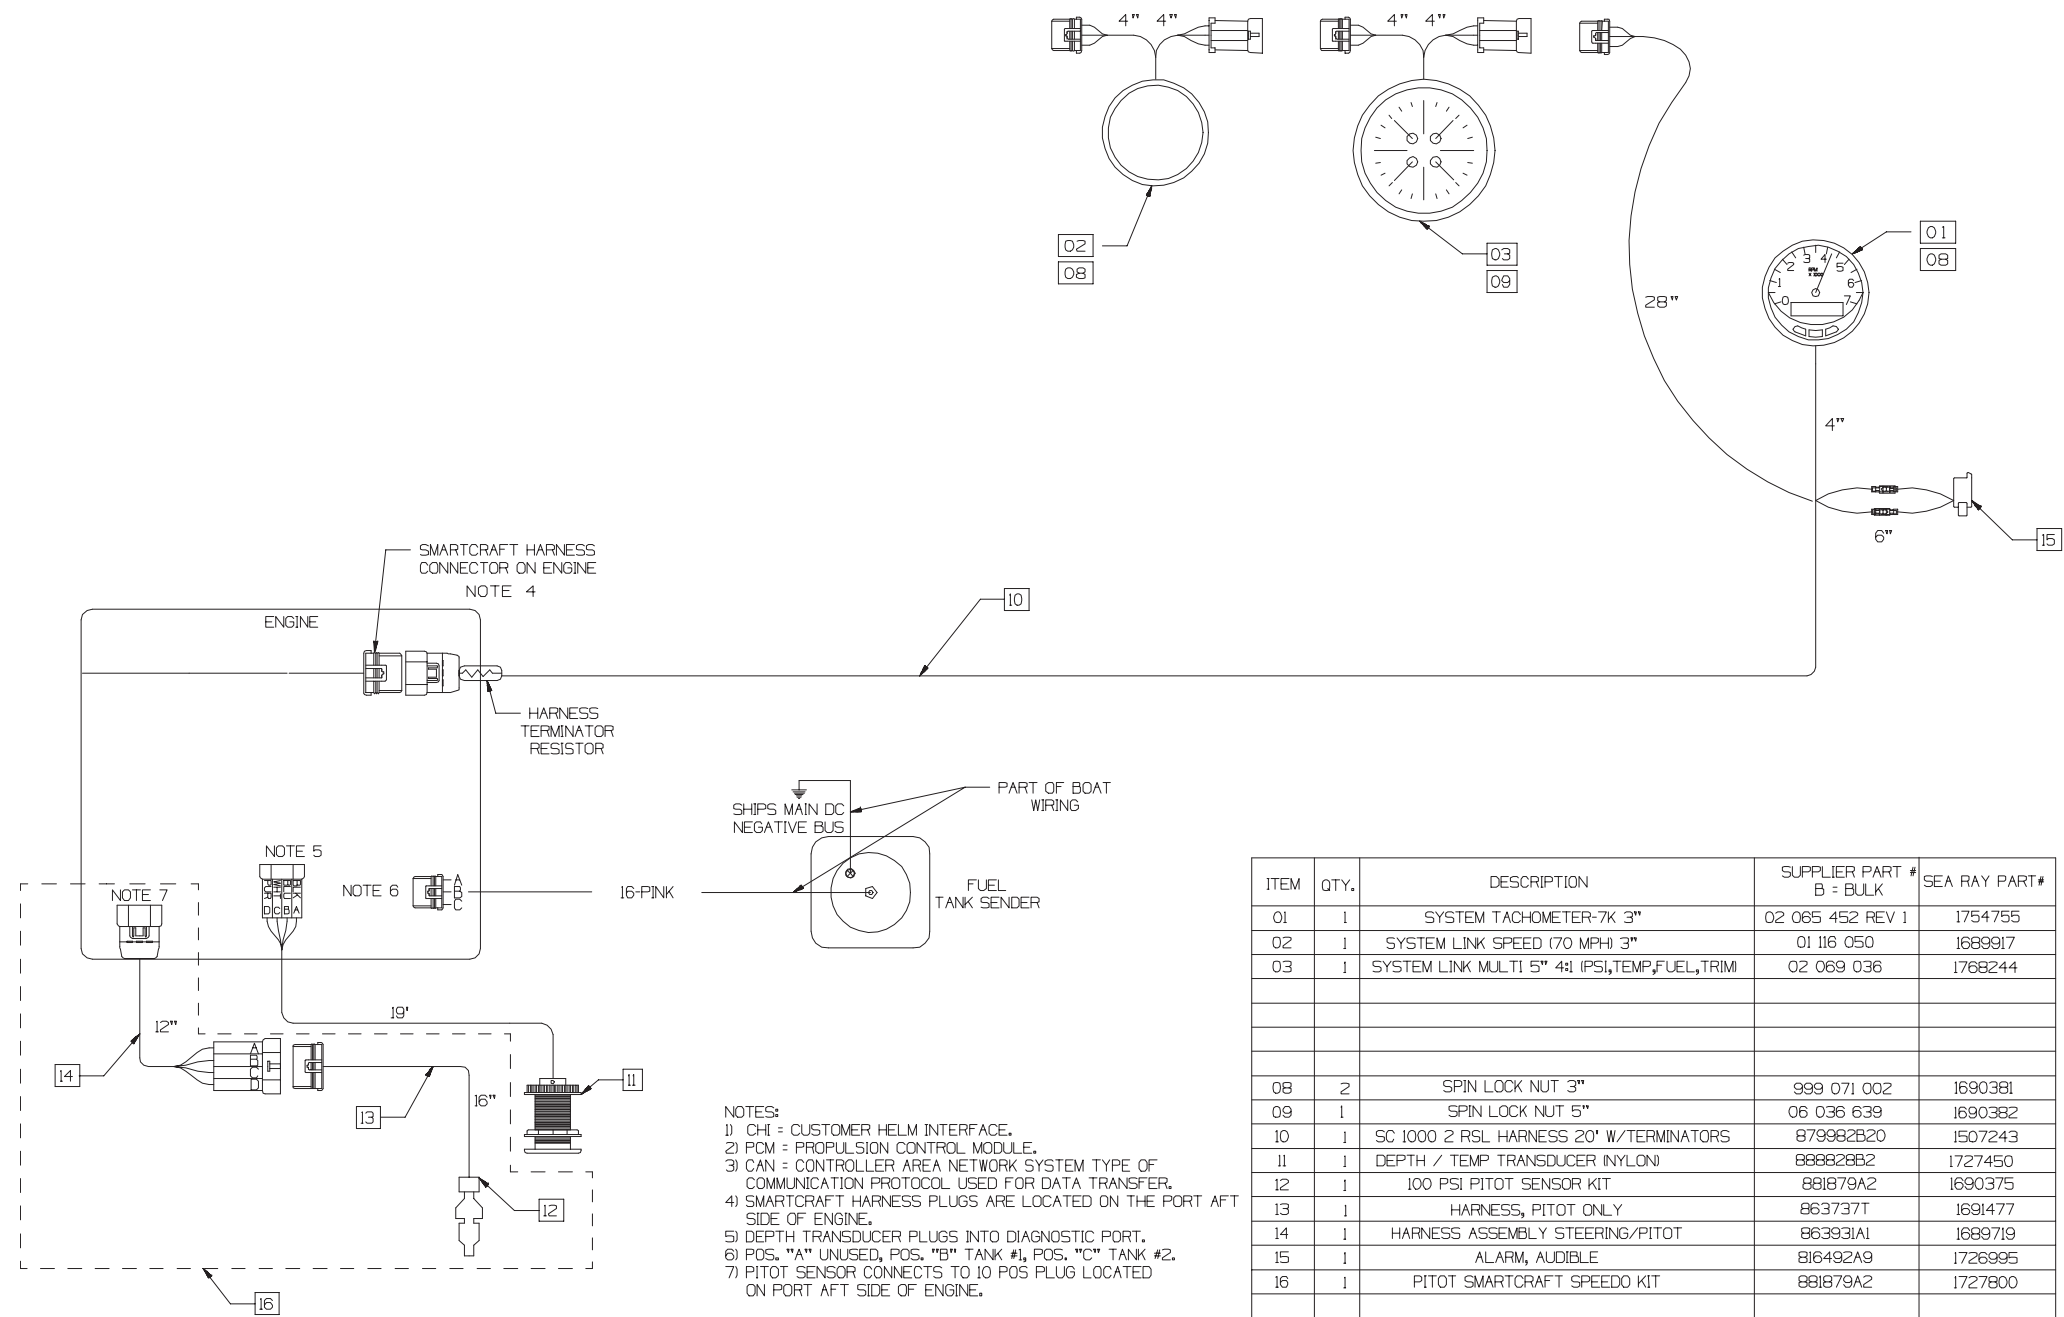 4" 4"
4" 4"
02
08
03
09
01
08
0 1 2 3 4 5 6 7
RPM
28"
4"
6"
15
SMARTCRAFT HARNESS
CONNECTOR ON ENGINE
NOTE 4
ENGINE
10
HARNESS
TERMINATOR
RESISTOR
PART OF BOAT
WIRING
SHIPS MAIN DC
NEGATIVE BUS
NOTE 5
BLK
BLU
WHT
PUR
D C B A
NOTE 7
NOTE 6
A
B
C
16-PINK
FUEL
TANK SENDER
12"
19'
14
A
B
C
D
13
16"
11
12
16
NOTES:
1) CHI = CUSTOMER HELM INTERFACE.
2) PCM = PROPULSION CONTROL MODULE.
3) CAN = CONTROLLER AREA NETWORK SYSTEM TYPE OF
COMMUNICATION PROTOCOL USED FOR DATA TRANSFER.
4) SMARTCRAFT HARNESS PLUGS ARE LOCATED ON THE PORT AFT
SIDE OF ENGINE.
5) DEPTH TRANSDUCER PLUGS INTO DIAGNOSTIC PORT.
6) POS. "A" UNUSED, POS. "B" TANK #1, POS. "C" TANK #2.
7) PITOT SENSOR CONNECTS TO 10 POS PLUG LOCATED
ON PORT AFT SIDE OF ENGINE.
ITEM QTY. DESCRIPTION SUPPLIER PART # B = BULK SEA RAY PART#
01 1 SYSTEM TACHOMETER-7K 3" 02 065 452 REV 1 1754755
02 1 SYSTEM LINK SPEED (70 MPH) 3" 01 116 050 1689917
03 1 SYSTEM LINK MULTI 5" 4:1 (PSI,TEMP,FUEL,TRIM) 02 069 036 1768244
08 2 SPIN LOCK NUT 3" 999 071 002 1690381
09 1 SPIN LOCK NUT 5" 06 036 639 1690382
10 1 SC 1000 2 RSL HARNESS 20' W/TERMINATORS 879982B20 1507243
11 1 DEPTH / TEMP TRANSDUCER (NYLON) 888828B2 1727450
12 1 100 PSI PITOT SENSOR KIT 881879A2 1690375
13 1 HARNESS, PITOT ONLY 863737T 1691477
14 1 HARNESS ASSEMBLY STEERING/PITOT 863931A1 1689719
15 1 ALARM, AUDIBLE 816492A9 1726995
16 1 PITOT SMARTCRAFT SPEEDO KIT 881879A2 1727800